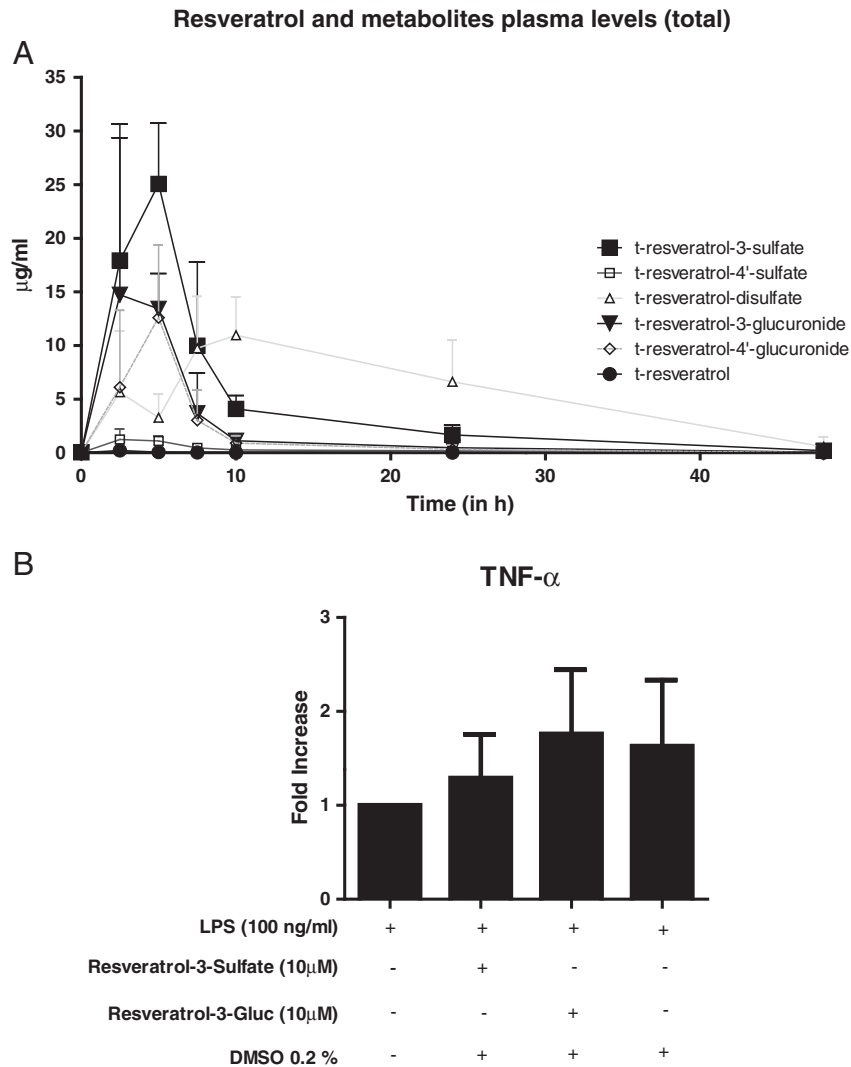 Resveratrol and metabolites plasma levels (total)
A
35
30
25
20
15
10
5
0
μg/ml
0 10 20 30 40
Time (in h)
t-resveratrol-3-sulfate
t-resveratrol-4'-sulfate
t-resveratrol-disulfate
t-resveratrol-3-glucuronide
t-resveratrol-4'-glucuronide
t-resveratrol
B
TNF-α
3
2
1
0
Fold Increase
LPS (100 ng/ml) + + + +
Resveratrol-3-Sulfate (10μM) - + - -
Resveratrol-3-Gluc (10μM) - - + -
DMSO 0.2 % - + + +